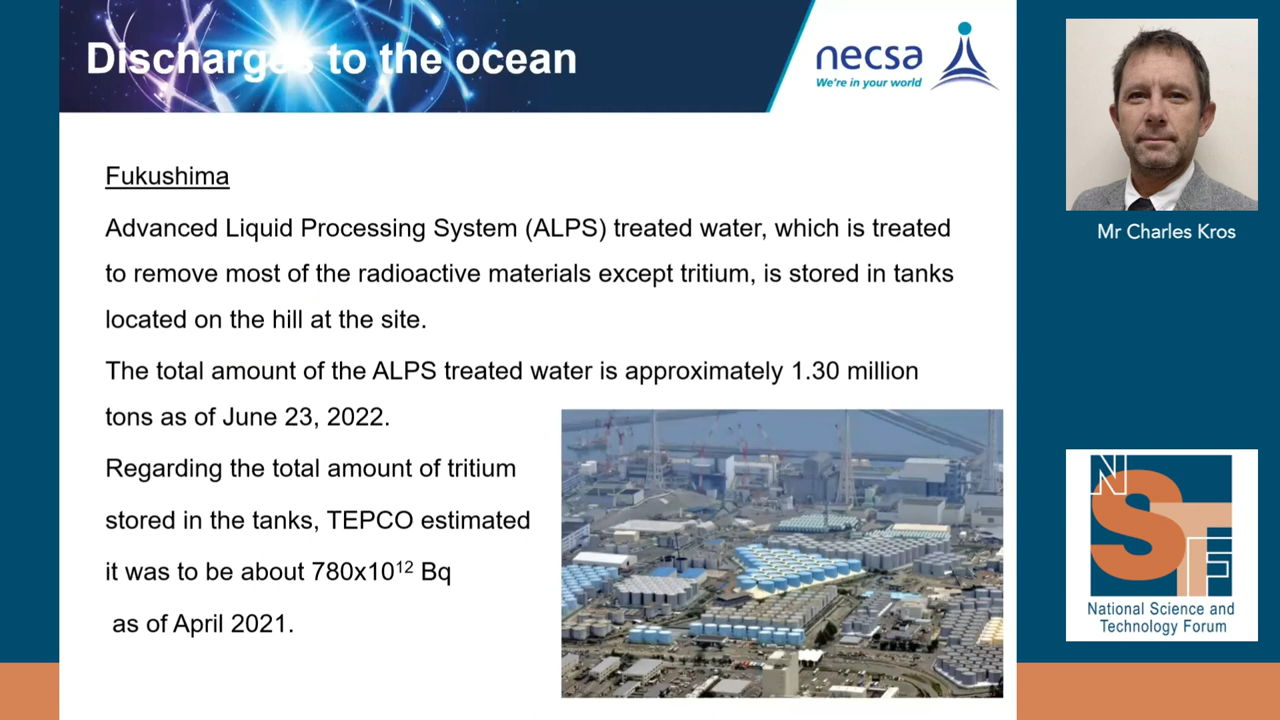 Discharges to the ocean
necsa
We're in your world
Fukushima
Advanced Liquid Processing System (ALPS) treated water, which is treated
to remove most of the radioactive materials except tritium, is stored in tanks
located on the hill at the site.
The total amount of the ALPS treated water is approximately 1.30 million
tons as of June 23, 2022.
Regarding the total amount of tritium
stored in the tanks, TEPCO estimated
it was to be about 780x10¹² Bq
as of April 2021.
Mr Charles Kros
NSTF
National Science and
Technology Forum